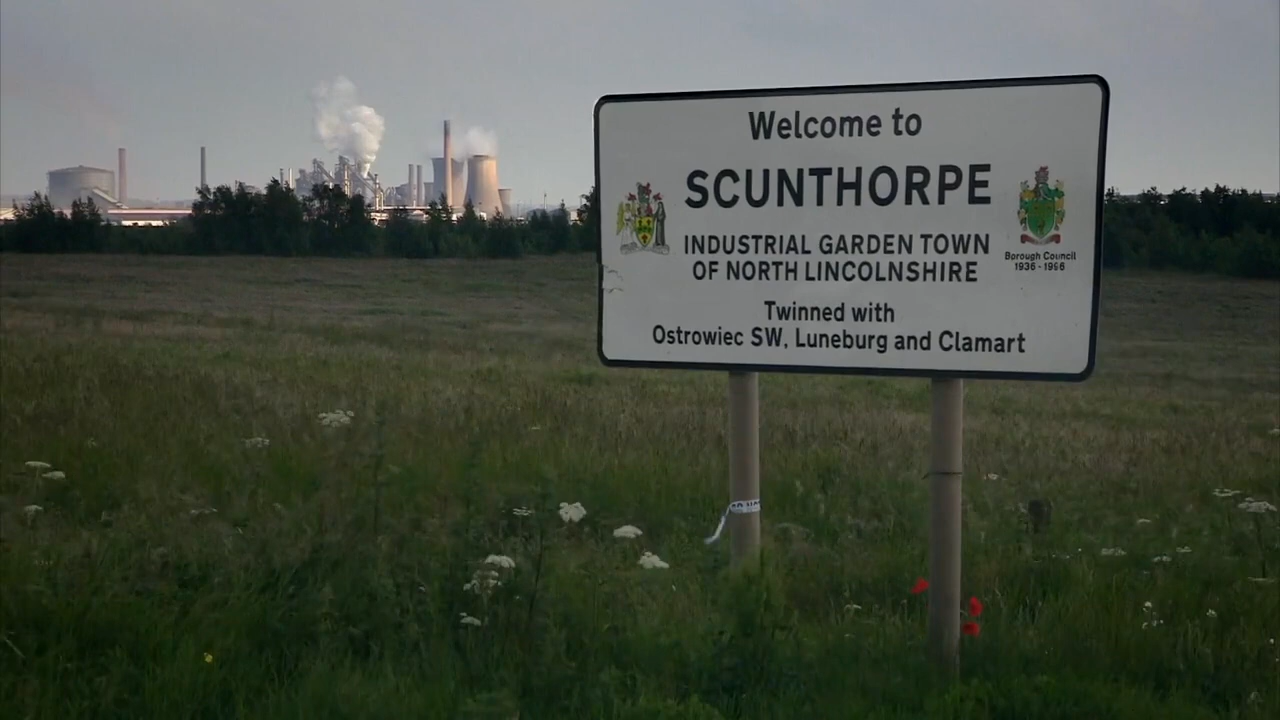 Welcome to
SCUNTHORPE
INDUSTRIAL GARDEN TOWN
OF NORTH LINCOLNSHIRE
Borough Council
1936 - 1996
Twinned with
Ostrowiec SW, Luneburg and Clamart